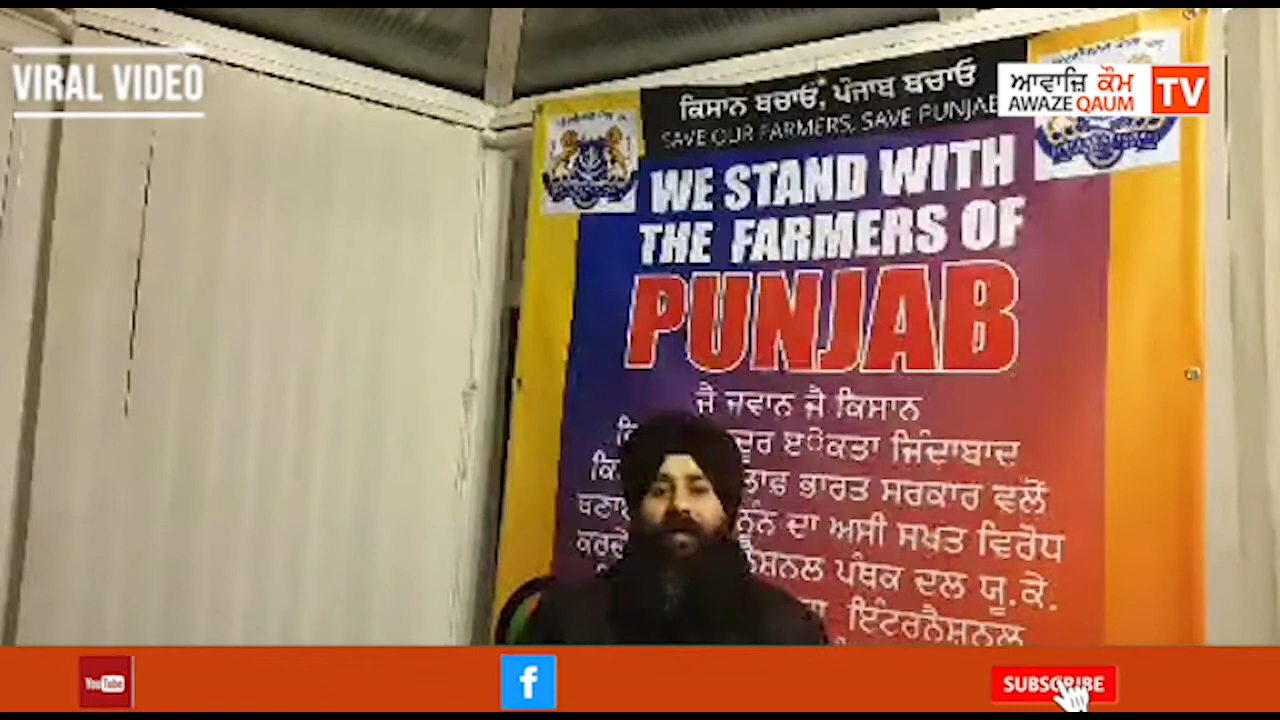 VIRAL VIDEO
ਆਵਾਜ਼ਿ ਕੌਮ
AWAZE QAUM
TV
ਕਿਸਾਨ ਬਚਾਓ, ਪੰਜਾਬ ਬਚਾਓ
SAVE OUR FARMERS, SAVE PUNJAB
WE STAND WITH
THE FARMERS OF
PUNJAB
ਜੈ ਜਵਾਨ ਜੈ ਕਿਸਾਨ
ਏਕਤਾ ਜਿੰਦਾਬਾਦ
ਭਾਰਤ ਸਰਕਾਰ ਵਲੋਂ
ਦਾ ਅਸੀ ਸਖ਼ਤ ਵਿਰੋਧ
ਪੰਥਕ ਦਲ ਯੂ.ਕੇ.
ਇੰਟਰਨੈਸ਼ਨਲ
YouTube
f
SUBSCRIBE